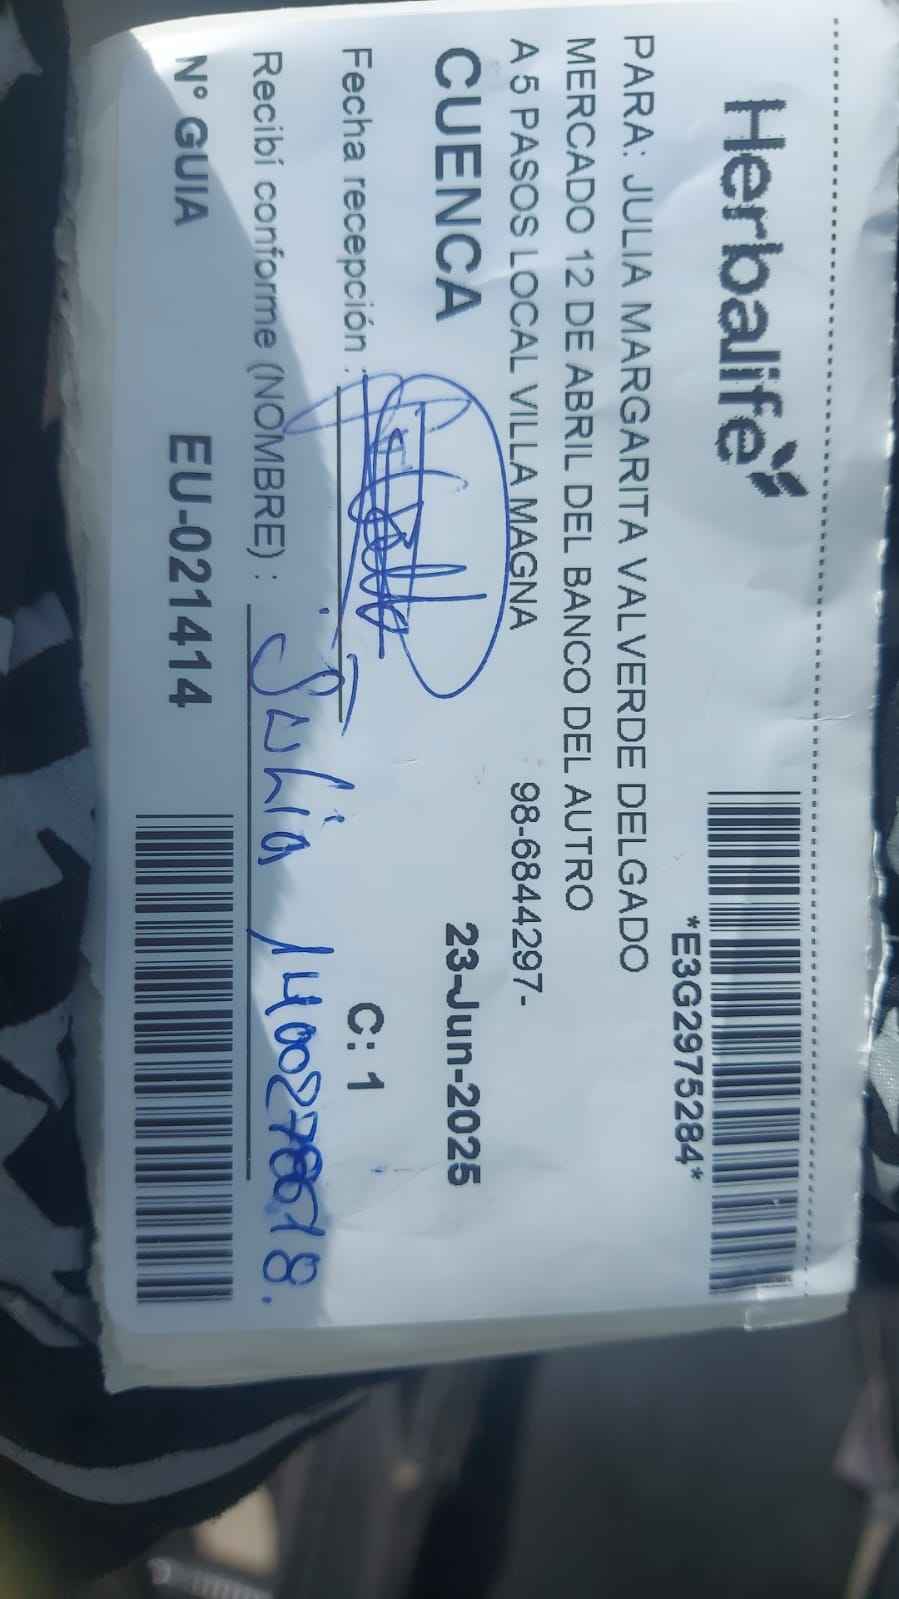 Herbalife
*E3G2975284*
PARA: JULIA MARGARITA VALVERDE DELGADO
MERCADO 12 DE ABRIL DEL BANCO DEL AUTRO
A 5 PASOS LOCAL VILLA MAGNA 98-6844297-
CUENCA 23-Jun-2025
Fecha recepción : C: 1
Recibí conforme (NOMBRE) : Julia
N° GUIA EU-021414